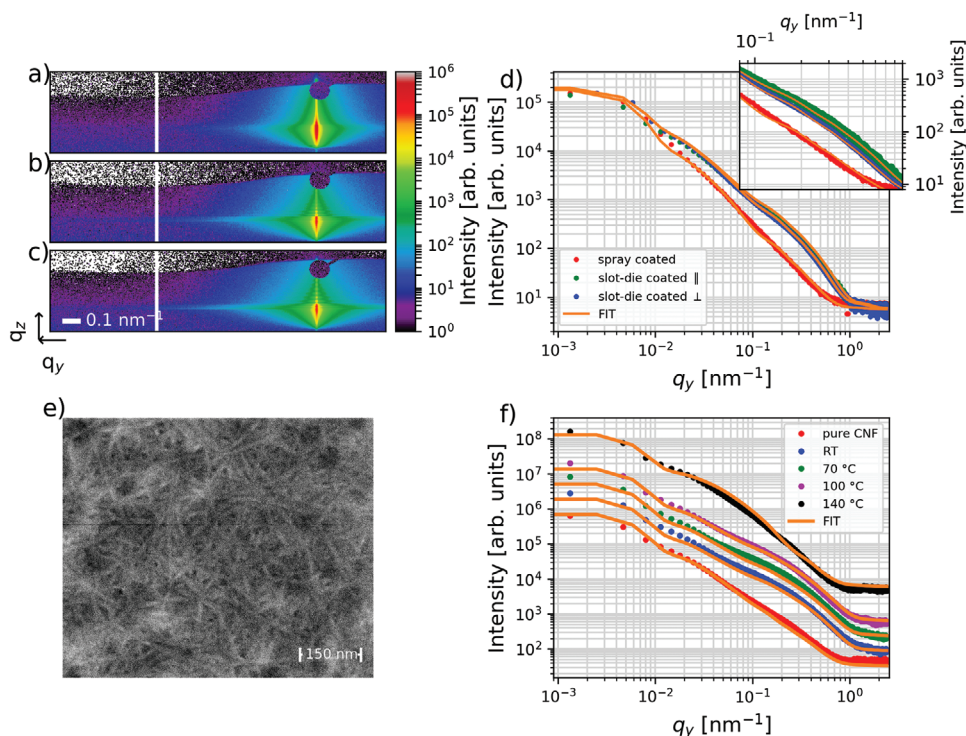 a)
b)
c)
0.1 nm⁻¹
q_z
q_y
10⁶
10⁵
10⁴
10³
10²
10¹
10⁰
Intensity [arb. units]
d)
Intensity [arb. units]
10⁵
10⁴
10³
10²
10¹
spray coated
slot-die coated ∥
slot-die coated ⊥
FIT
10⁻³
10⁻²
10⁻¹
10⁰
q_y [nm⁻¹]
q_y [nm⁻¹]
10⁻¹
10³
10²
10¹
Intensity [arb. units]
e)
150 nm
f)
Intensity [arb. units]
10⁸
10⁷
10⁶
10⁵
10⁴
10³
10²
pure CNF
RT
70 °C
100 °C
140 °C
FIT
10⁻³
10⁻²
10⁻¹
10⁰
q_y [nm⁻¹]